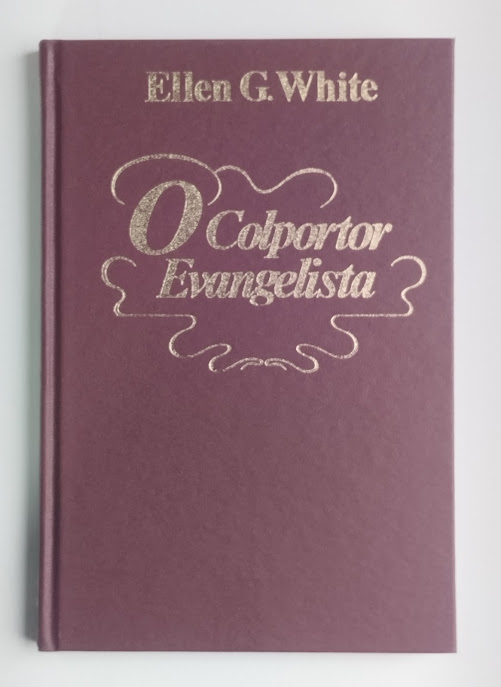 Ellen G. White
O Colportor
Evangelista